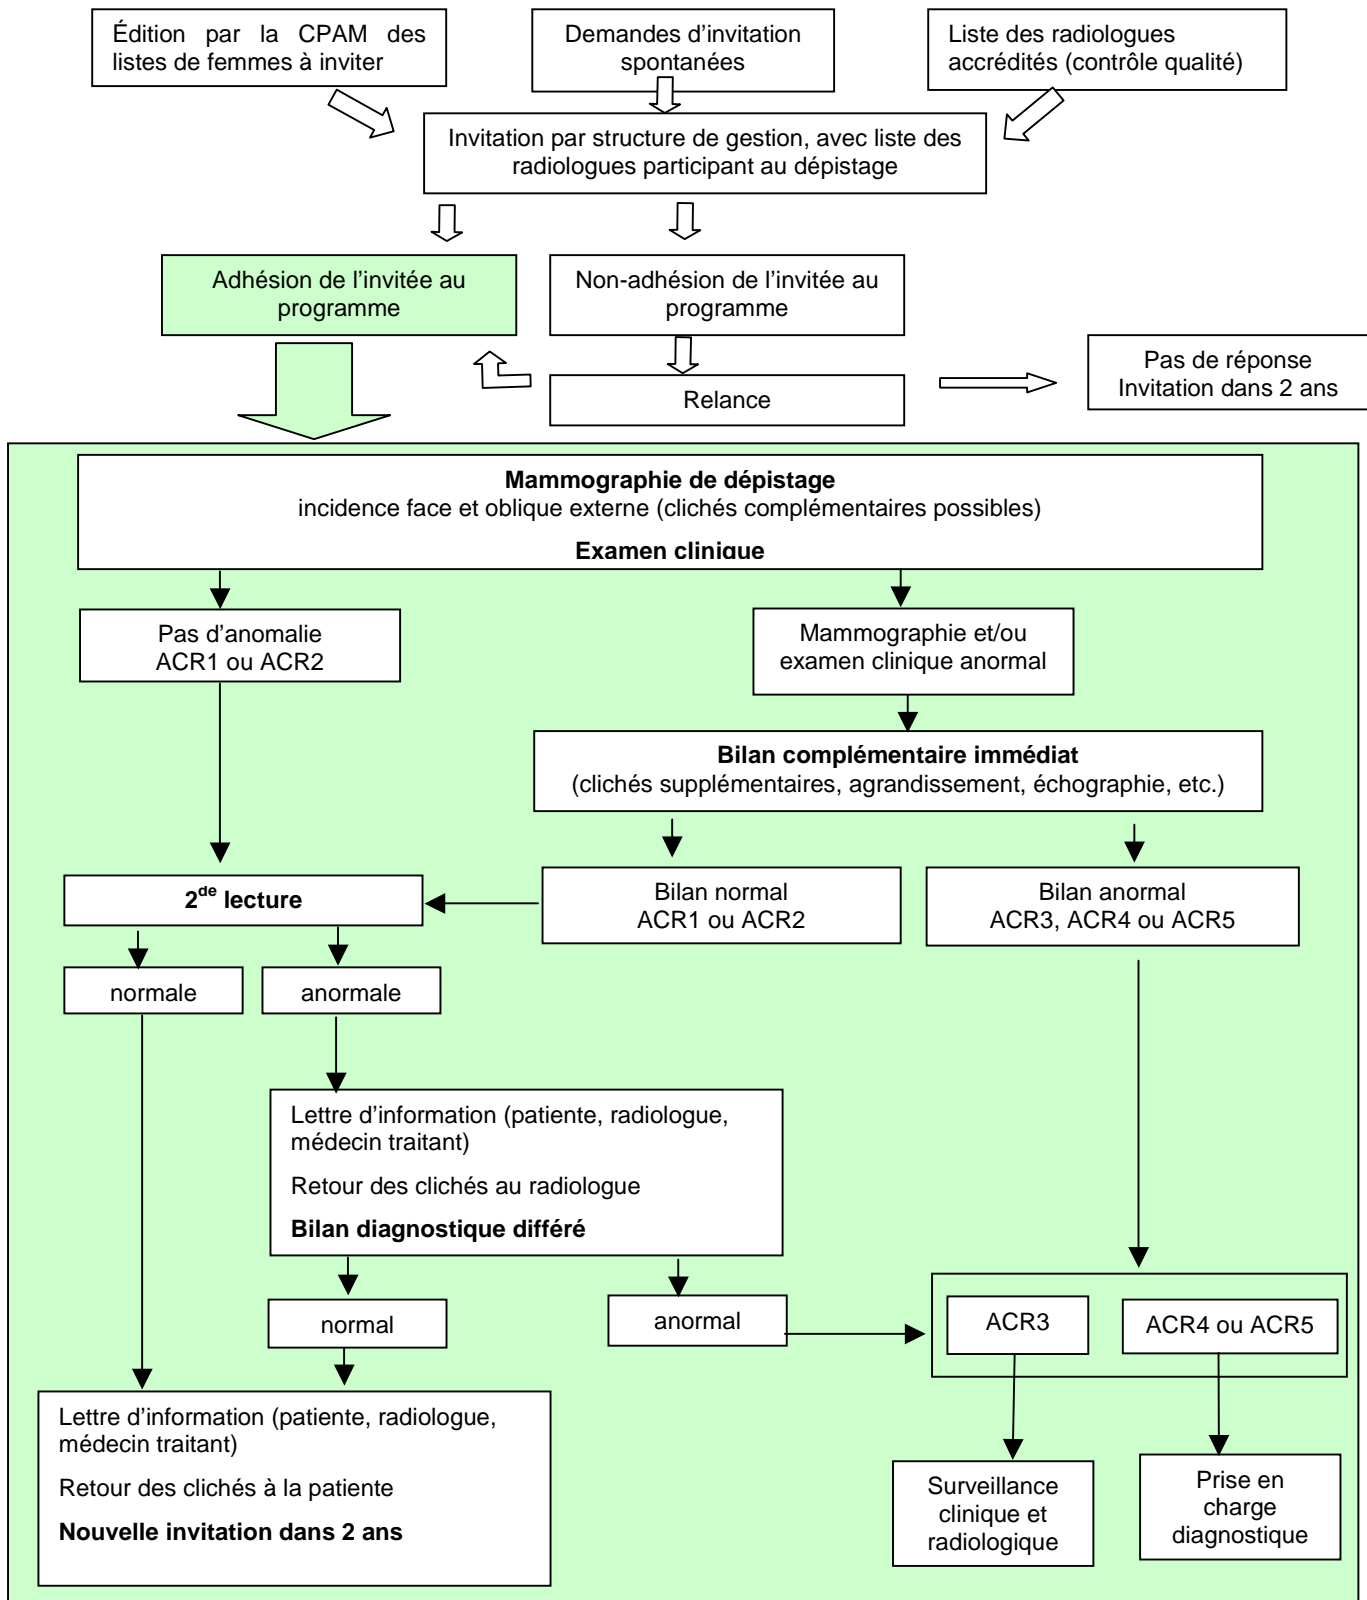 Édition par la CPAM des
listes de femmes à inviter
Demandes d’invitation
spontanées
Liste des radiologues
accrédités (contrôle qualité)
Invitation par structure de gestion, avec liste des
radiologues participant au dépistage
Adhésion de l’invitée au
programme
Non-adhésion de l’invitée au
programme
Relance
Pas de réponse
Invitation dans 2 ans
Mammographie de dépistage
incidence face et oblique externe (clichés complémentaires possibles)
Examen clinique
Pas d’anomalie
ACR1 ou ACR2
Mammographie et/ou
examen clinique anormal
Bilan complémentaire immédiat
(clichés supplémentaires, agrandissement, échographie, etc.)
2de lecture
Bilan normal
ACR1 ou ACR2
Bilan anormal
ACR3, ACR4 ou ACR5
normale
anormale
Lettre d’information (patiente, radiologue,
médecin traitant)
Retour des clichés au radiologue
Bilan diagnostique différé
normal
anormal
ACR3
ACR4 ou ACR5
Lettre d’information (patiente, radiologue,
médecin traitant)
Retour des clichés à la patiente
Nouvelle invitation dans 2 ans
Surveillance
clinique et
radiologique
Prise en
charge
diagnostique